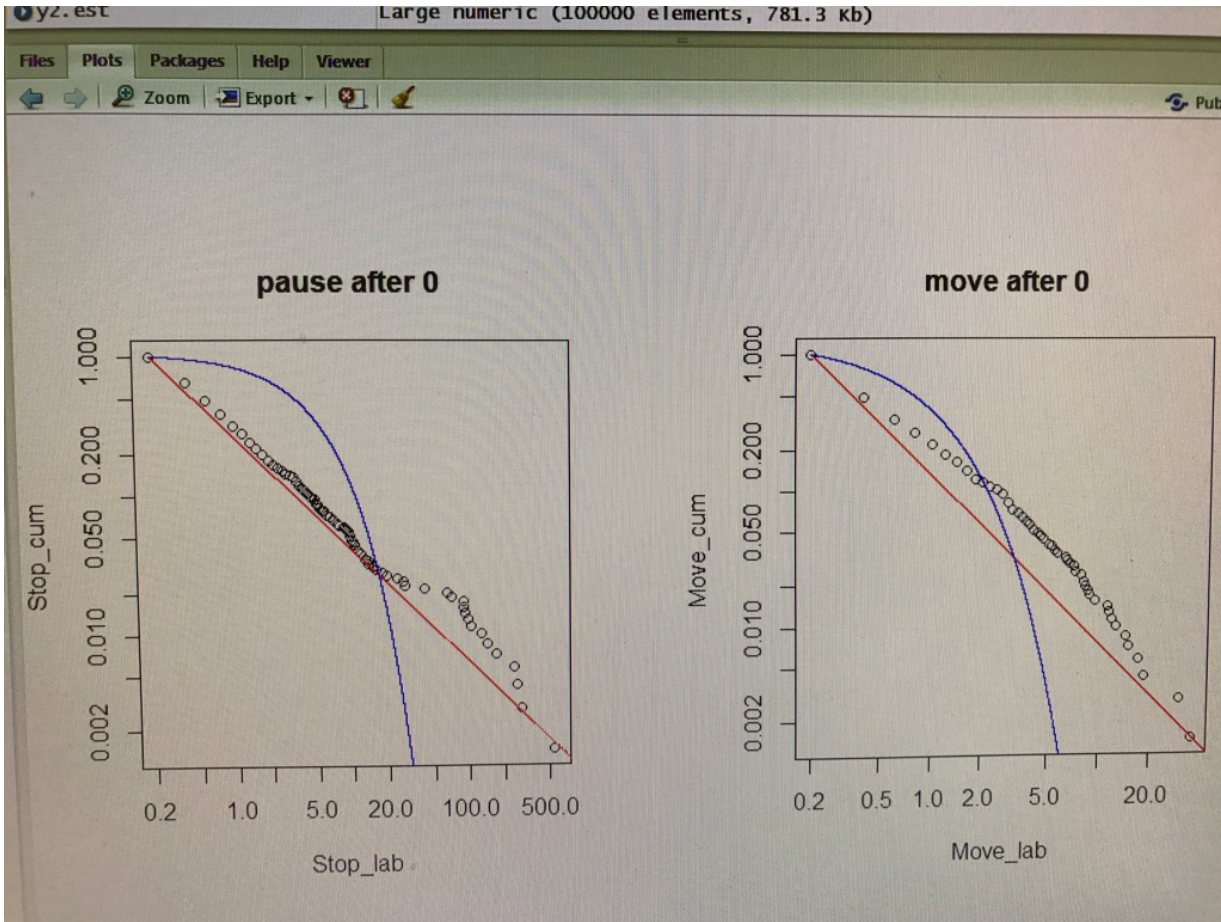 y2.est Large numeric (100000 elements, 781.3 Kb)
Files Plots Packages Help Viewer
Zoom Export
pause after 0
move after 0
1.000
0.200
0.050
0.010
0.002
Stop_cum
0.2 1.0 5.0 20.0 100.0 500.0
Stop_lab
1.000
0.200
0.050
0.010
0.002
Move_cum
0.2 0.5 1.0 2.0 5.0 20.0
Move_lab